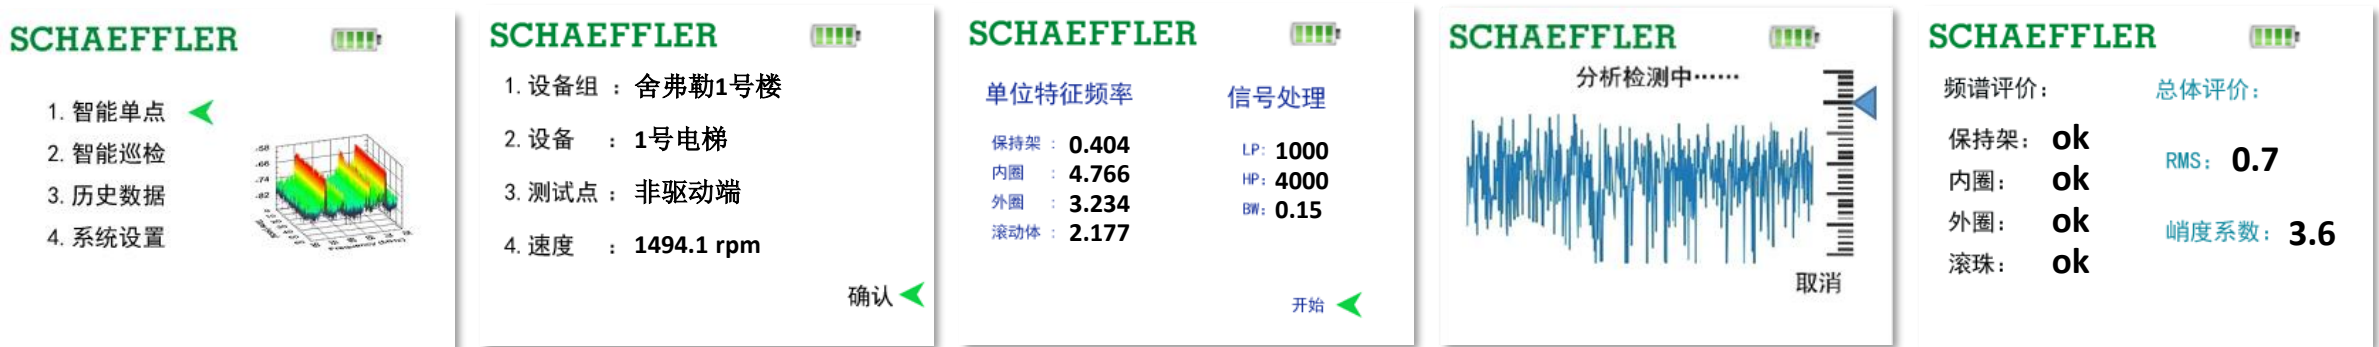 SCHAEFFLER
1. 智能单点
2. 智能巡检
3. 历史数据
4. 系统设置
-58
-66
-74
-82
SCHAEFFLER
1. 设备组 : 舍弗勒1号楼
2. 设备 : 1号电梯
3. 测试点 : 非驱动端
4. 速度 : 1494.1 rpm
确认
SCHAEFFLER
单位特征频率
保持架 : 0.404
内圈 : 4.766
外圈 : 3.234
滚动体 : 2.177
信号处理
LP: 1000
HP: 4000
BW: 0.15
开始
SCHAEFFLER
分析检测中……
取消
SCHAEFFLER
频谱评价:
保持架: ok
内圈: ok
外圈: ok
滚珠: ok
总体评价:
RMS: 0.7
峭度系数: 3.6